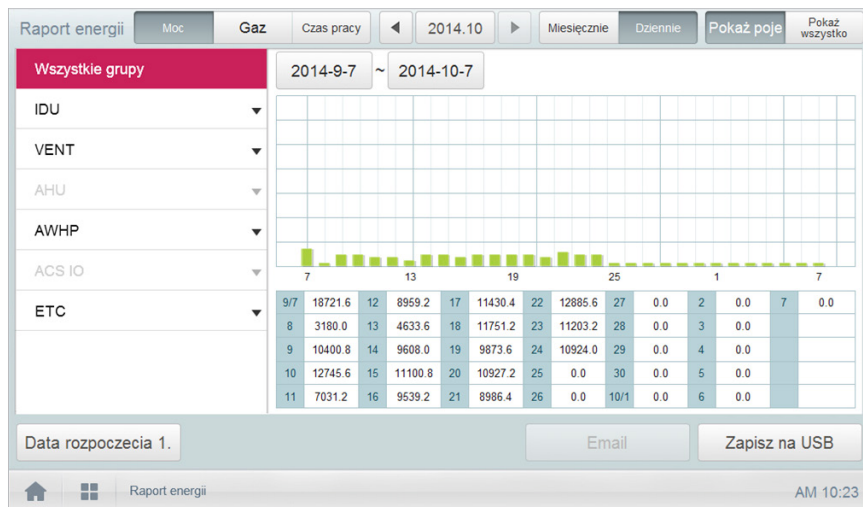 Raport energii Moc Gaz Czas pracy 2014.10 Miesięcznie Dziennie Pokaż poje Pokaż wszystko
Wszystkie grupy
IDU
VENT
AHU
AWHP
ACS IO
ETC
2014-9-7 ~ 2014-10-7
7 13 19 25 1 7
9/7 18721.6 12 8959.2 17 11430.4 22 12885.6 27 0.0 2 0.0 7 0.0
8 3180.0 13 4633.6 18 11751.2 23 11203.2 28 0.0 3 0.0
9 10400.8 14 9608.0 19 9873.6 24 10924.0 29 0.0 4 0.0
10 12745.6 15 11100.8 20 10927.2 25 0.0 30 0.0 5 0.0
11 7031.2 16 9539.2 21 8986.4 26 0.0 10/1 0.0 6 0.0
Data rozpoczecia 1. Email Zapisz na USB
Raport energii AM 10:23